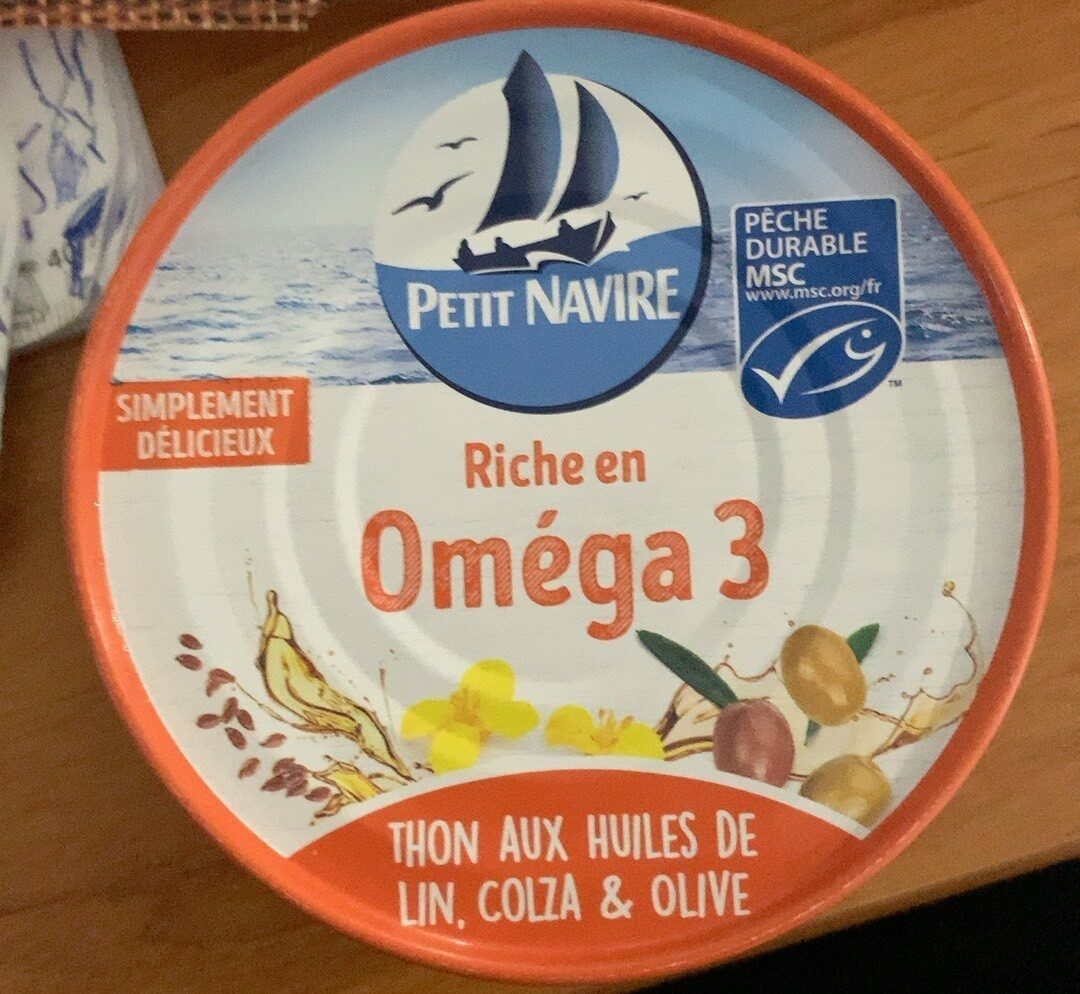 PETIT NAVIRE
PÊCHE
DURABLE
MSC
www.msc.org/fr
TM
SIMPLEMENT
DÉLICIEUX
Riche en
Oméga 3
THON AUX HUILES DE
LIN, COLZA & OLIVE